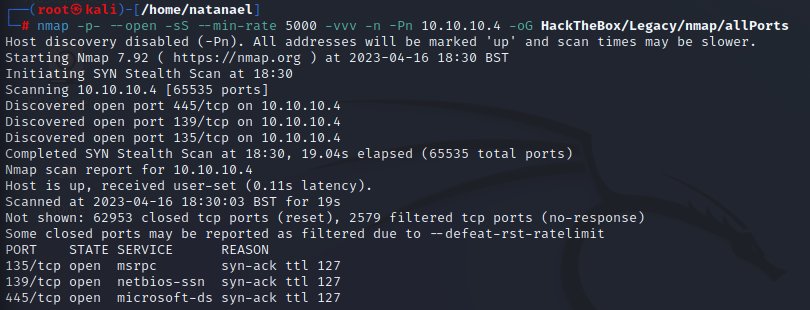 ┌──(root㉿kali)-[/home/natanael]
└─# nmap -p- --open -sS --min-rate 5000 -vvv -n -Pn 10.10.10.4 -oG HackTheBox/Legacy/nmap/allPorts
Host discovery disabled (-Pn). All addresses will be marked 'up' and scan times may be slower.
Starting Nmap 7.92 ( https://nmap.org ) at 2023-04-16 18:30 BST
Initiating SYN Stealth Scan at 18:30
Scanning 10.10.10.4 [65535 ports]
Discovered open port 445/tcp on 10.10.10.4
Discovered open port 139/tcp on 10.10.10.4
Discovered open port 135/tcp on 10.10.10.4
Completed SYN Stealth Scan at 18:30, 19.04s elapsed (65535 total ports)
Nmap scan report for 10.10.10.4
Host is up, received user-set (0.11s latency).
Scanned at 2023-04-16 18:30:03 BST for 19s
Not shown: 62953 closed tcp ports (reset), 2579 filtered tcp ports (no-response)
Some closed ports may be reported as filtered due to --defeat-rst-ratelimit
PORT    STATE SERVICE      REASON
135/tcp open  msrpc        syn-ack ttl 127
139/tcp open  netbios-ssn  syn-ack ttl 127
445/tcp open  microsoft-ds syn-ack ttl 127